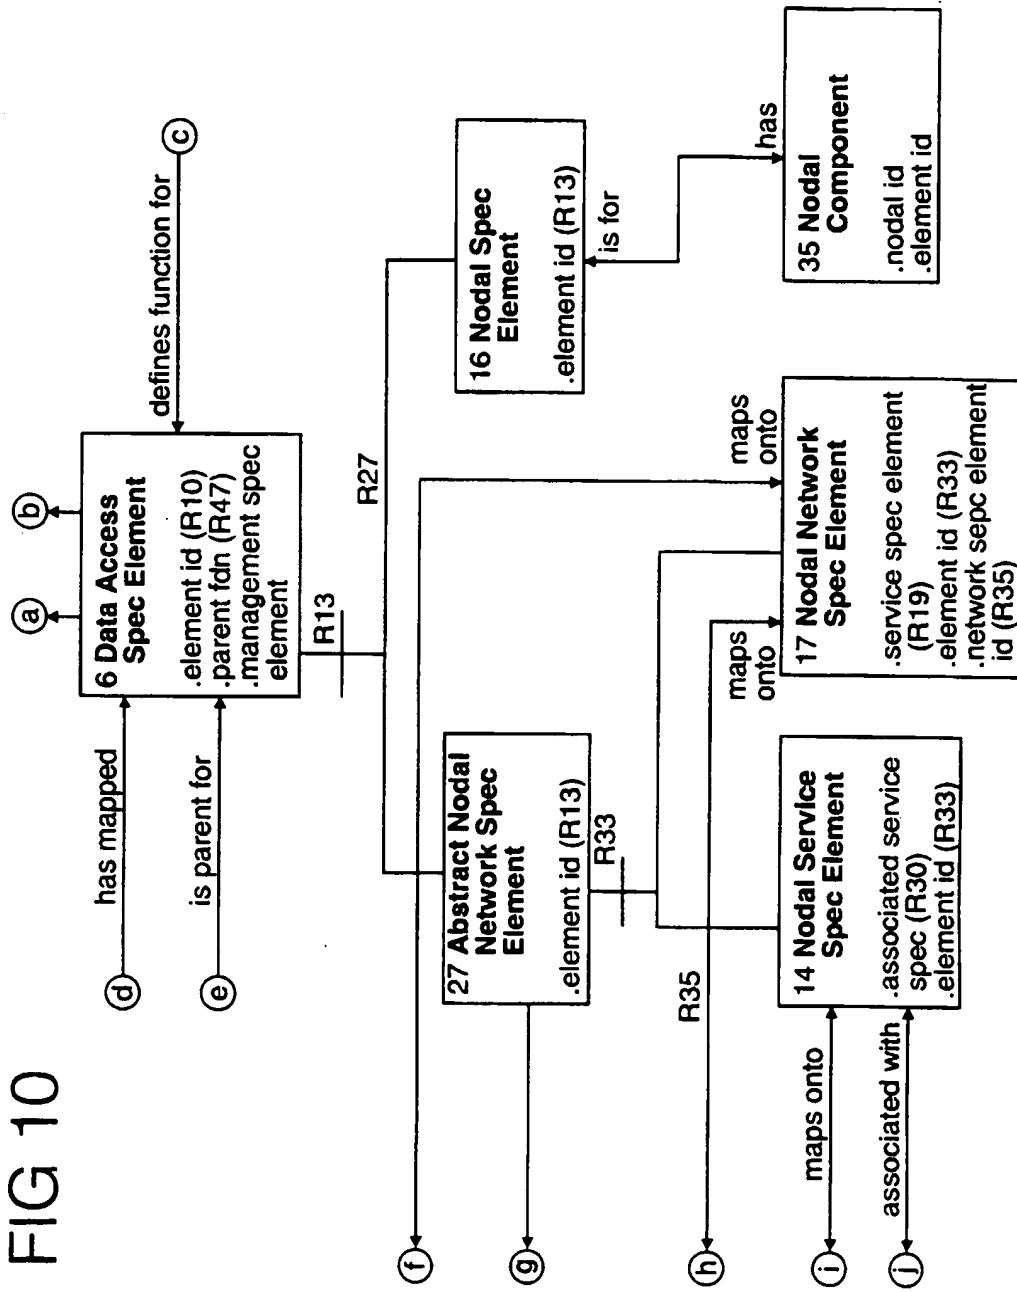 FIG 10
a
b
c
defines function for
d
has mapped
e
is parent for
6 Data Access
Spec Element
.element id (R10)
.parent fdn (R47)
.management spec
element
R13
R27
f
g
27 Abstract Nodal
Network Spec
Element
.element id (R13)
R33
16 Nodal Spec
Element
.element id (R13)
is for
has
h
R35
maps
onto
maps
onto
i
maps onto
j
associated with
14 Nodal Service
Spec Element
.associated service
spec (R30)
.element id (R33)
17 Nodal Network
Spec Element
.service spec element
(R19)
.element id (R33)
.network sepc element
id (R35)
35 Nodal
Component
.nodal id
.element id